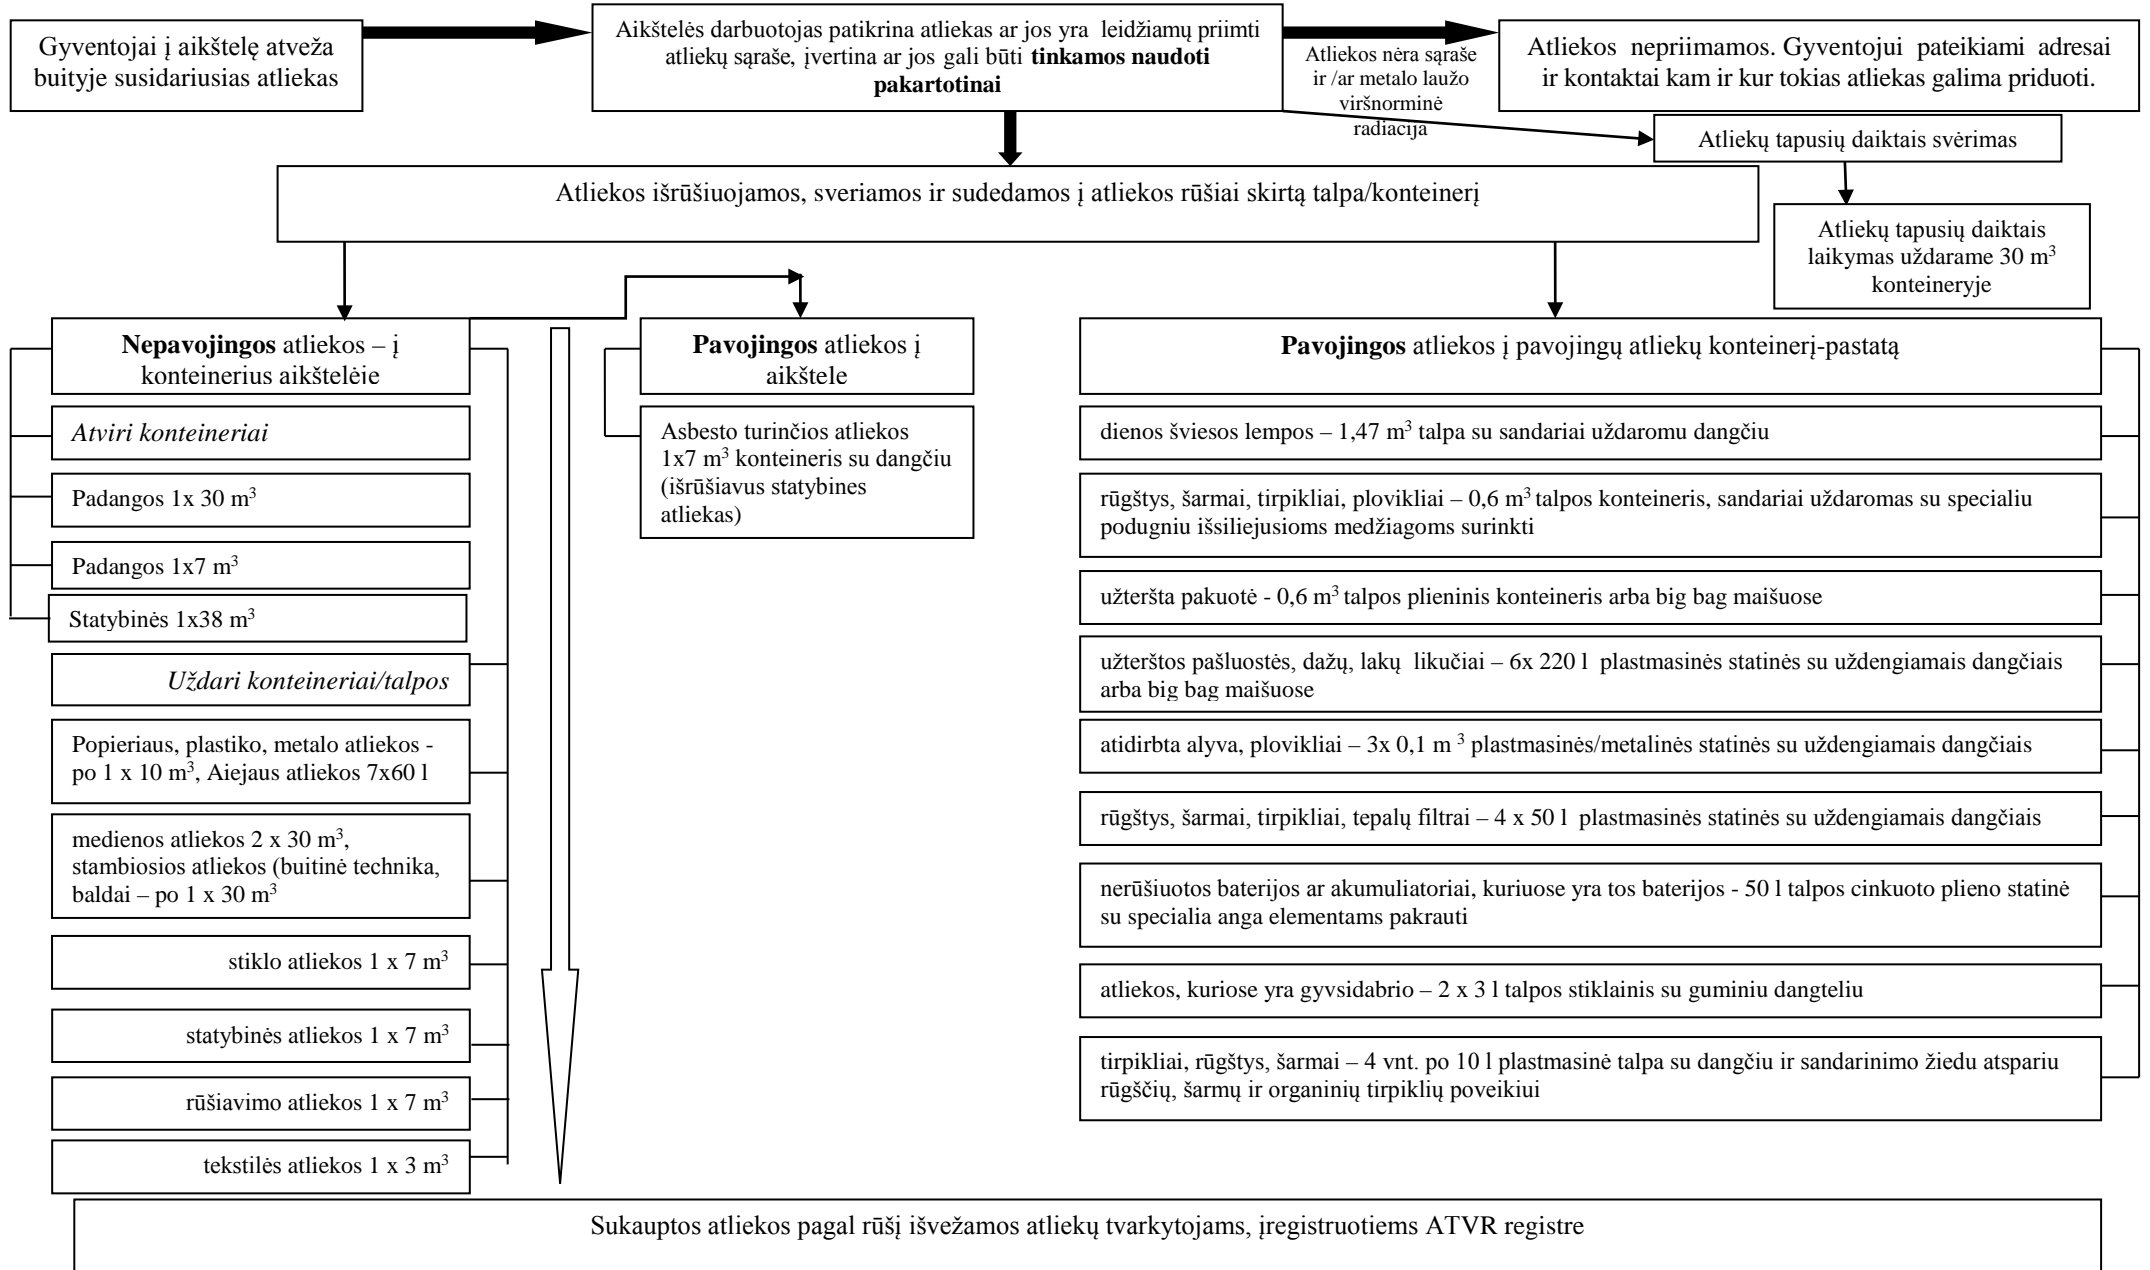 Gyventojai į aikštelę atveža
buityje susidariusias atliekas
Aikštelės darbuotojas patikrina atliekas ar jos yra leidžiamų priimti
atliekų sąraše, įvertina ar jos gali būti tinkamos naudoti
pakartotinai
Atliekos nėra sąraše
ir /ar metalo laužo
viršnorminė
radiacija
Atliekos nepriimamos. Gyventojui pateikiami adresai
ir kontaktai kam ir kur tokias atliekas galima priduoti.
Atliekų tapusių daiktais svėrimas
Atliekų tapusių daiktais
laikymas uždarame 30 m³
konteineryje
Atliekos išrūšiuojamos, sveriamos ir sudedamos į atliekos rūšiai skirtą talpa/konteinerį
Nepavojingos atliekos – į
konteinerius aikštelėje
Atviri konteineriai
Padangos 1x 30 m³
Padangos 1x7 m³
Statybinės 1x38 m³
Uždari konteineriai/talpos
Popieriaus, plastiko, metalo atliekos -
po 1 x 10 m³, Aiejaus atliekos 7x60 l
medienos atliekos 2 x 30 m³,
stambiosios atliekos (buitinė technika,
baldai – po 1 x 30 m³
stiklo atliekos 1 x 7 m³
statybinės atliekos 1 x 7 m³
rūšiavimo atliekos 1 x 7 m³
tekstilės atliekos 1 x 3 m³
Pavojingos atliekos į
aikštele
Asbesto turinčios atliekos
1x7 m³ konteineris su dangčiu
(išrūšiavus statybines
atliekas)
Pavojingos atliekos į pavojingų atliekų konteinerį-pastatą
dienos šviesos lempos – 1,47 m³ talpa su sandariai uždaromu dangčiu
rūgštys, šarmai, tirpikliai, plovikliai – 0,6 m³ talpos konteineris, sandariai uždaromas su specialiu
podugniu išsiliejusioms medžiagoms surinkti
užteršta pakuotė - 0,6 m³ talpos plieninis konteineris arba big bag maišuose
užterštos pašluostės, dažų, lakų likučiai – 6x 220 l plastmasinės statinės su uždengiamais dangčiais
arba big bag maišuose
atidirbta alyva, plovikliai – 3x 0,1 m ³ plastmasinės/metalinės statinės su uždengiamais dangčiais
rūgštys, šarmai, tirpikliai, tepalų filtrai – 4 x 50 l plastmasinės statinės su uždengiamais dangčiais
nerūšiuotos baterijos ar akumuliatoriai, kuriuose yra tos baterijos - 50 l talpos cinkuoto plieno statinė
su specialia anga elementams pakrauti
atliekos, kuriose yra gyvsidabrio – 2 x 3 l talpos stiklainis su guminiu dangteliu
tirpikliai, rūgštys, šarmai – 4 vnt. po 10 l plastmasinė talpa su dangčiu ir sandarinimo žiedu atspariu
rūgščių, šarmų ir organinių tirpiklių poveikiui
Sukauptos atliekos pagal rūšį išvežamos atliekų tvarkytojams, įregistruotiems ATVR registre